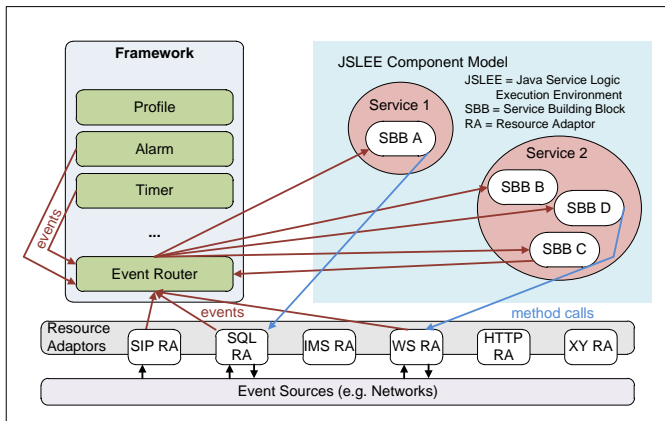 Framework
Profile
Alarm
Timer
...
events
Event Router
JSLEE Component Model
JSLEE = Java Service Logic
Execution Environment
SBB = Service Building Block
RA = Resource Adaptor
Service 1
SBB A
Service 2
SBB B
SBB D
SBB C
events
method calls
Resource
Adaptors
SIP RA
SQL
RA
IMS RA
WS RA
HTTP
RA
XY RA
Event Sources (e.g. Networks)